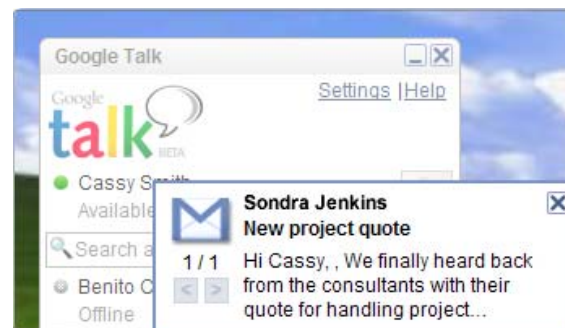 Google Talk
Settings | Help
Google
talk
BETA
Cassy Smith
Available
Search a
Benito C
Offline
Sondra Jenkins
New project quote
1 / 1
Hi Cassy, , We finally heard back
from the consultants with their
quote for handling project...